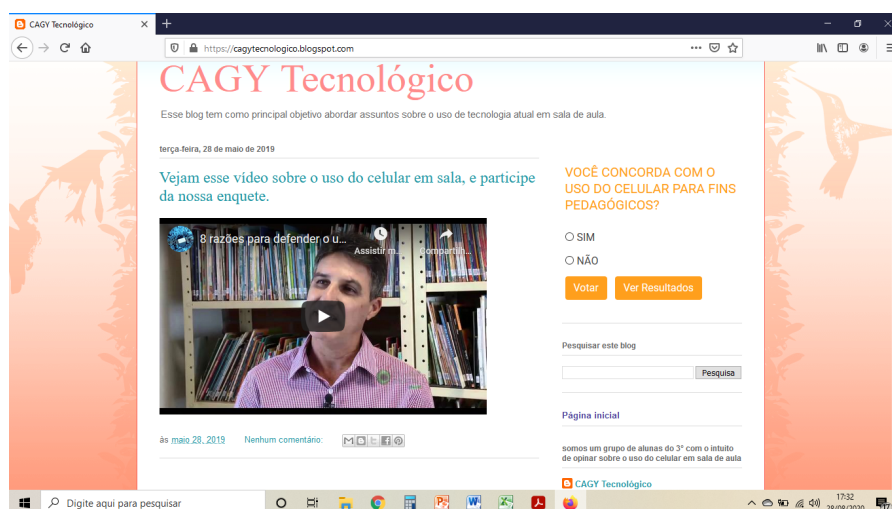 CAGY Tecnológico
https://cagytecnologico.blogspot.com
CAGY Tecnológico
Esse blog tem como principal objetivo abordar assuntos sobre o uso de tecnologia atual em sala de aula.
terça-feira, 28 de maio de 2019
Vejam esse vídeo sobre o uso do celular em sala, e participe
da nossa enquete.
8 razões para defender o u...
Assistir m...
Compartilh...
às maio 28, 2019 Nenhum comentário:
VOCÊ CONCORDA COM O
USO DO CELULAR PARA FINS
PEDAGÓGICOS?
SIM
NÃO
Votar Ver Resultados
Pesquisar este blog
Pesquisa
Página inicial
somos um grupo de alunas do 3° com o intuito
de opinar sobre o uso do celular em sala de aula
CAGY Tecnológico
Digite aqui para pesquisar
17:32
28/08/2020